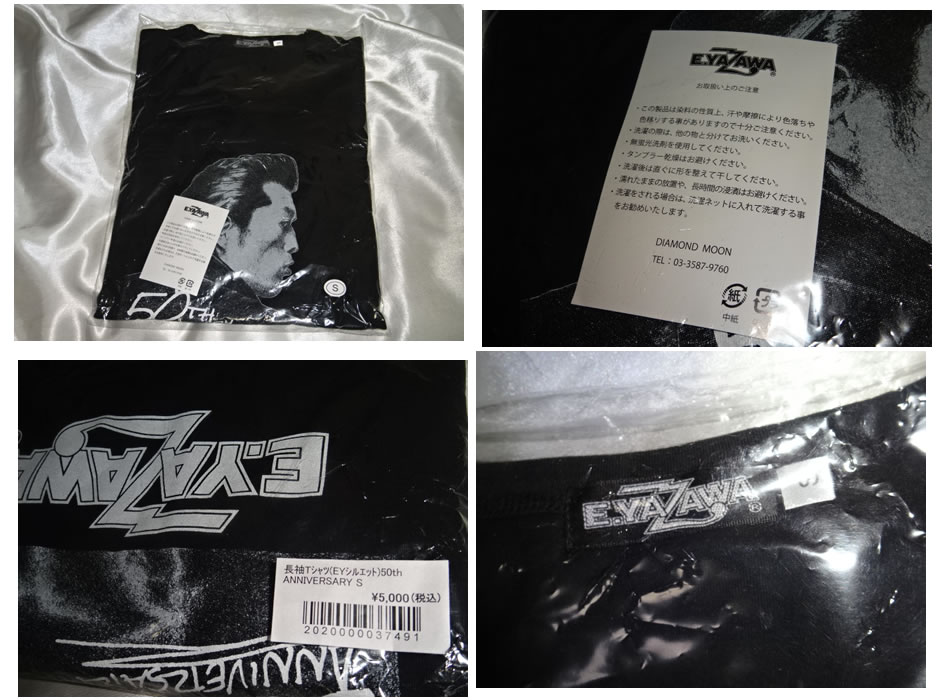 E.YAZAWA
S
50th
E.YAZAWA®
お取扱い上のご注意
・この製品は染料の性質上、汗や摩擦により色落ちや
色移りする事がありますので十分ご注意ください。
・洗濯の際は、他の物と分けてお洗いください。
・無蛍光洗剤を使用してください。
・タンブラー乾燥はお避けください。
・洗濯後は直ぐに形を整えて干してください。
・濡れたままの放置や、長時間の浸漬はお避けください。
・洗濯をされる場合は、洗濯ネットに入れて洗濯する事
をお勧めいたします。
DIAMOND MOON
TEL：03-3587-9760
紙
中紙
E.YAZAWA
長袖Tシャツ(EYシルエット)50th
ANNIVERSARY S
¥5,000(税込)
2020000037491
E.YAZAWA®
S